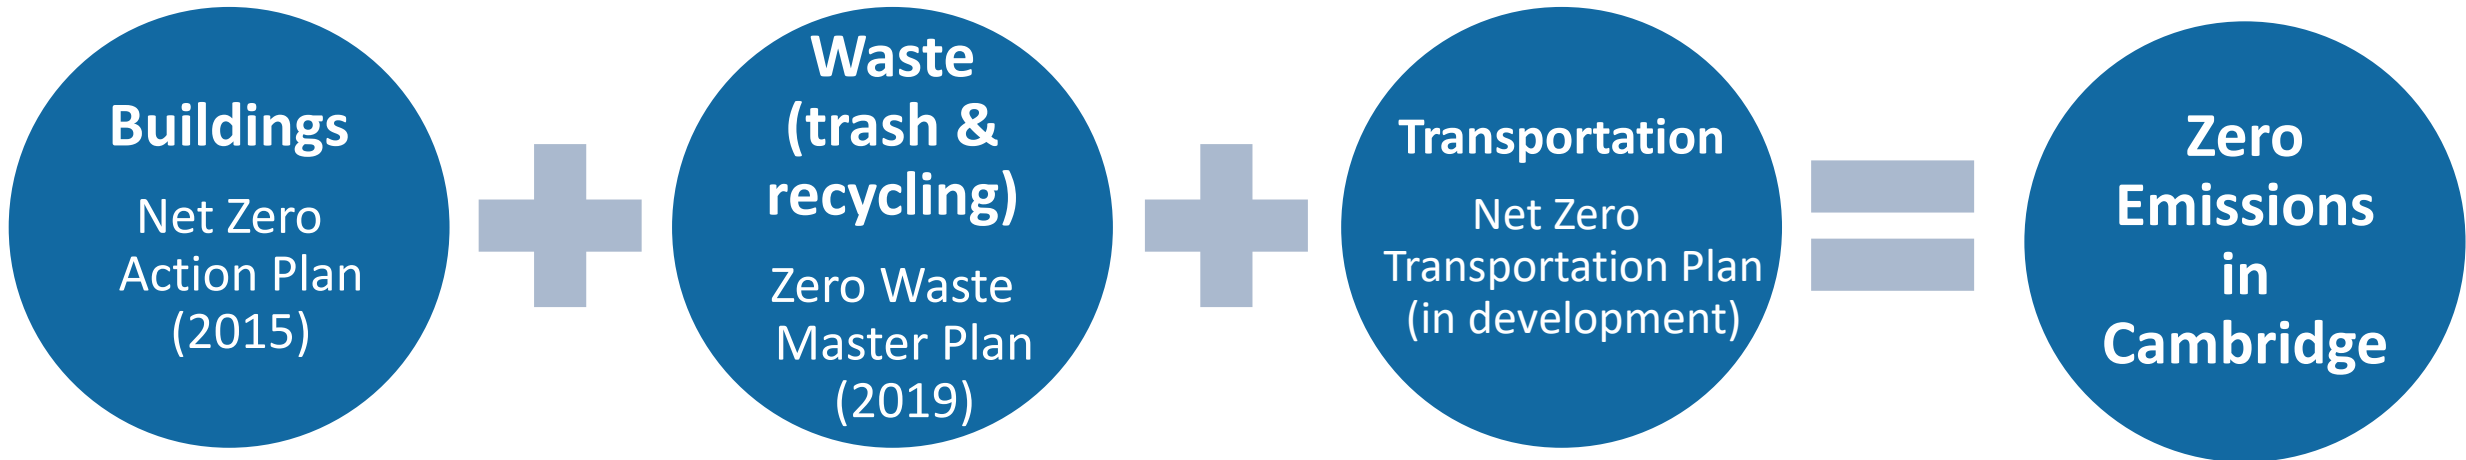 Buildings
Net Zero
Action Plan
(2015)
Waste
(trash &
recycling)
Zero Waste
Master Plan
(2019)
Transportation
Net Zero
Transportation Plan
(in development)
Zero
Emissions
in
Cambridge